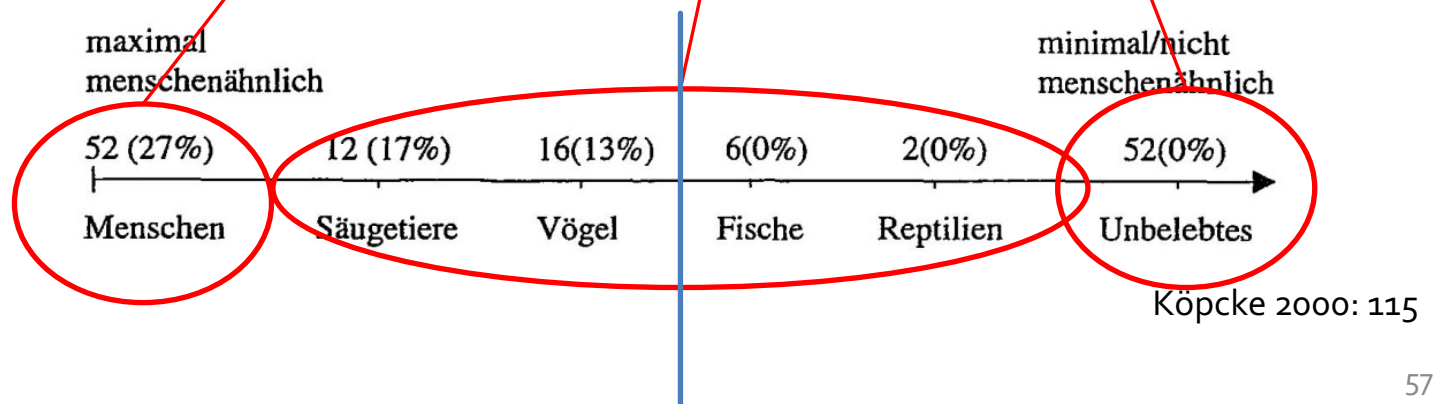 maximal
menschenähnlich
minimal/nicht
menschenähnlich
52 (27%) 12 (17%) 16(13%) 6(0%) 2(0%) 52(0%)
Menschen Säugetiere Vögel Fische Reptilien Unbelebtes
Köpcke 2000: 115
57